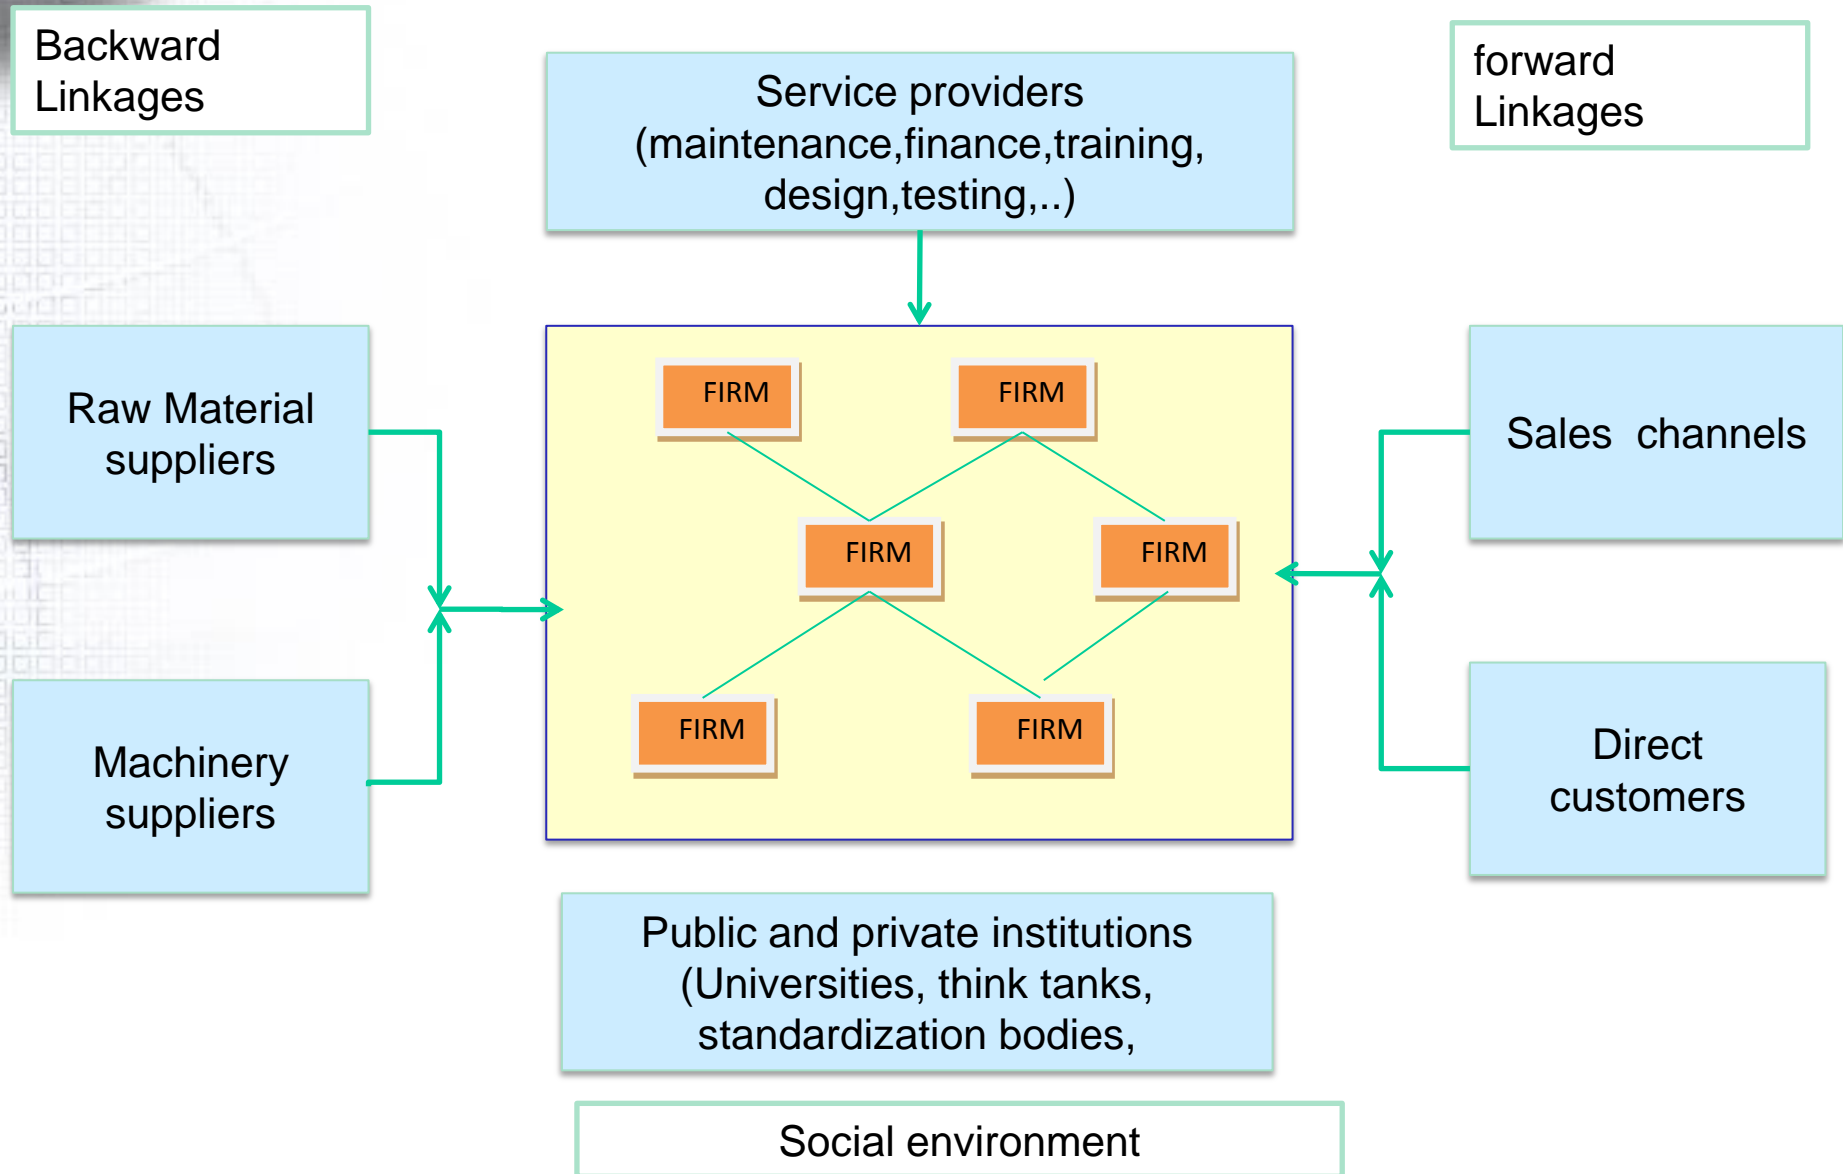 Backward
Linkages
Service providers
(maintenance,finance,training,
design,testing,..)
forward
Linkages
Raw Material
suppliers
FIRM
FIRM
Sales channels
FIRM
FIRM
Machinery
suppliers
FIRM
FIRM
Direct
customers
Public and private institutions
(Universities, think tanks,
standardization bodies,
Social environment